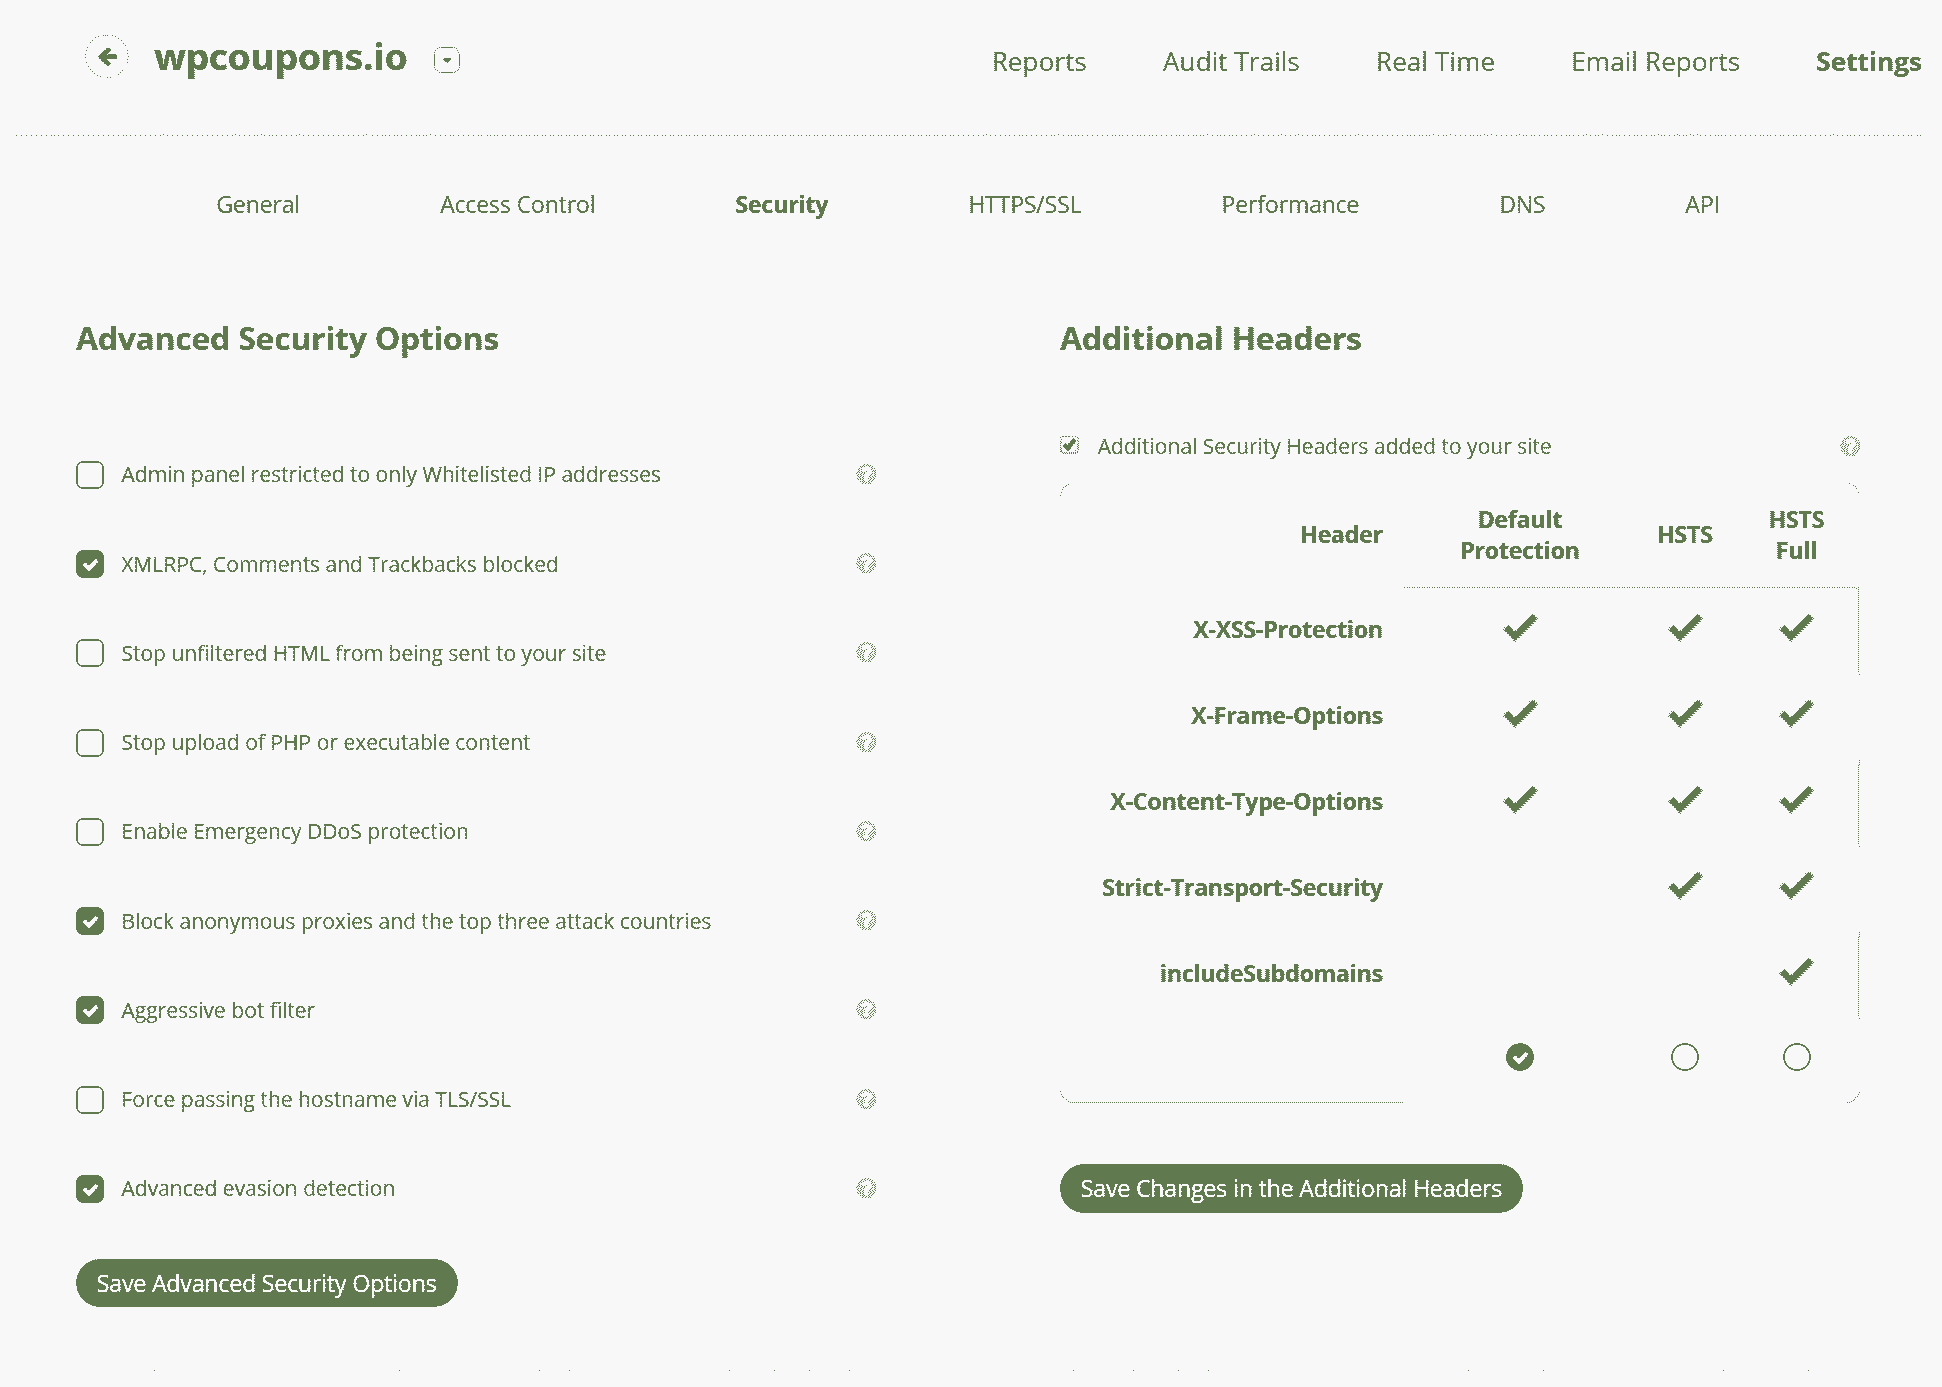 wpcoupons.io
Reports Audit Trails Real Time Email Reports Settings
General Access Control Security HTTPS/SSL Performance DNS API
Advanced Security Options
Admin panel restricted to only Whitelisted IP addresses
XMLRPC, Comments and Trackbacks blocked
Stop unfiltered HTML from being sent to your site
Stop upload of PHP or executable content
Enable Emergency DDoS protection
Block anonymous proxies and the top three attack countries
Aggressive bot filter
Force passing the hostname via TLS/SSL
Advanced evasion detection
Save Advanced Security Options
Additional Headers
Additional Security Headers added to your site
Header Default Protection HSTS HSTS Full
X-XSS-Protection
X-Frame-Options
X-Content-Type-Options
Strict-Transport-Security
includeSubdomains
Save Changes in the Additional Headers